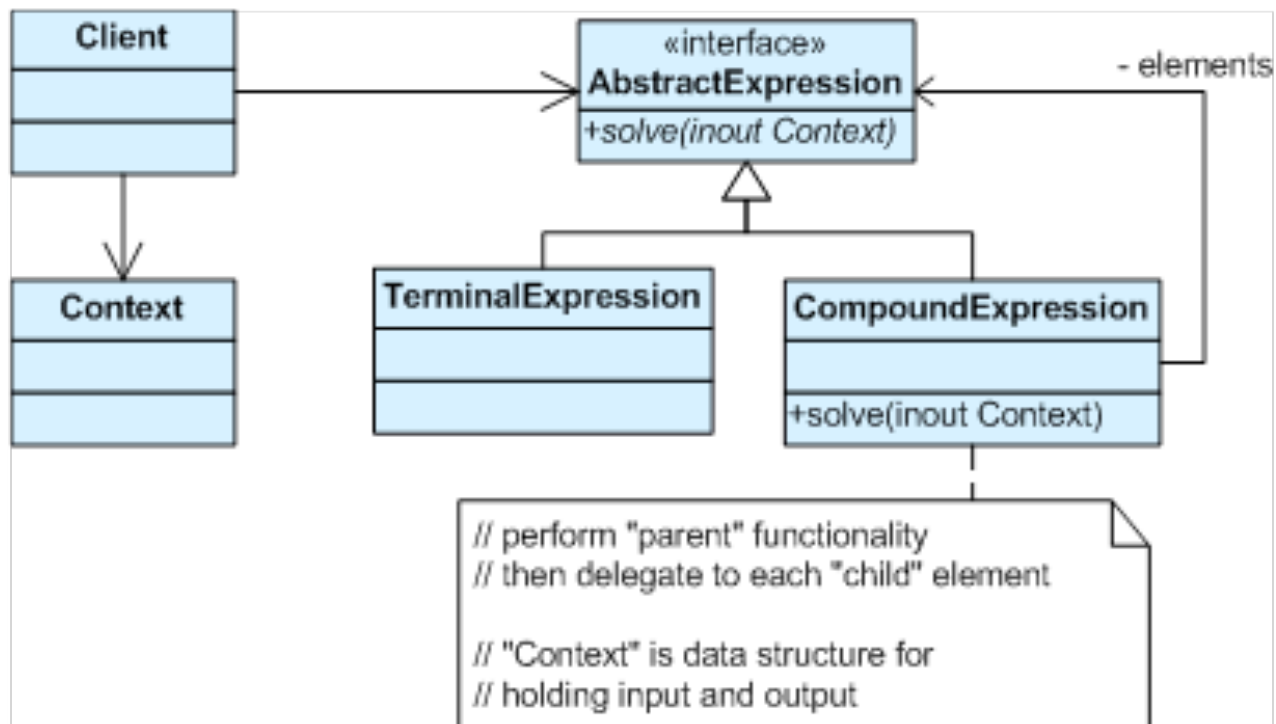 Client
«interface»
AbstractExpression
+solve(inout Context)
- elements
Context
TerminalExpression
CompoundExpression
+solve(inout Context)
// perform "parent" functionality
// then delegate to each "child" element
// "Context" is data structure for
// holding input and output